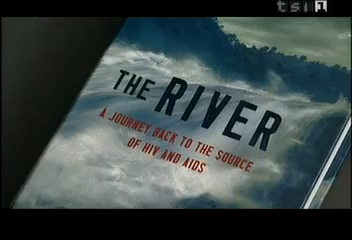 tsi 1
THE RIVER
A JOURNEY BACK TO THE SOURCE
OF HIV AND AIDS